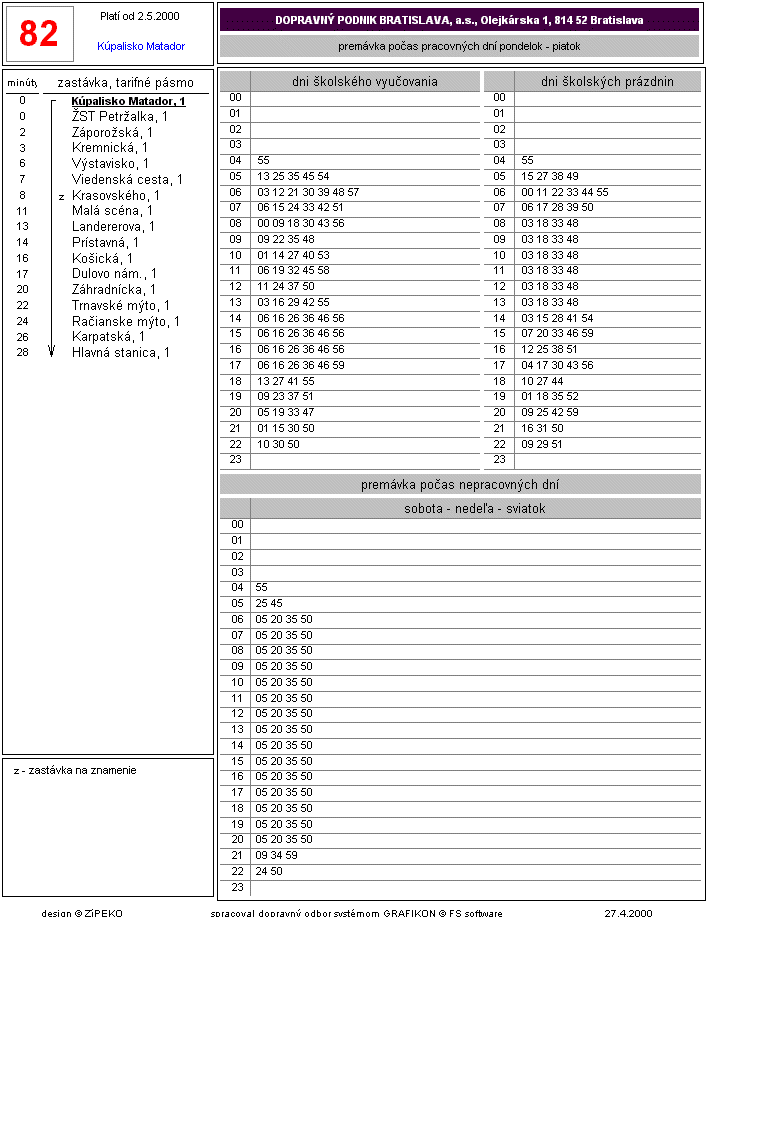 82
Platí od 2.5.2000
Kúpalisko Matador
DOPRAVNÝ PODNIK BRATISLAVA, a.s., Olejkárska 1, 814 52 Bratislava
premávka počas pracovných dní pondelok - piatok
minúty zastávka, tarifné pásmo
0 Kúpalisko Matador, 1
0 ŽST Petržalka, 1
2 Záporožská, 1
3 Kremnická, 1
6 Výstavisko, 1
7 Viedenská cesta, 1
8 z Krasovského, 1
11 Malá scéna, 1
13 Landererova, 1
14 Prístavná, 1
16 Košická, 1
17 Dulovo nám., 1
20 Záhradnícka, 1
22 Trnavské mýto, 1
24 Račianske mýto, 1
26 Karpatská, 1
28 Hlavná stanica, 1
z - zastávka na znamenie
dni školského vyučovania
00
01
02
03
04 55
05 13 25 35 45 54
06 03 12 21 30 39 48 57
07 06 15 24 33 42 51
08 00 09 18 30 43 56
09 09 22 35 48
10 01 14 27 40 53
11 06 19 32 45 58
12 11 24 37 50
13 03 16 29 42 55
14 06 16 26 36 46 56
15 06 16 26 36 46 56
16 06 16 26 36 46 56
17 06 16 26 36 46 59
18 13 27 41 55
19 09 23 37 51
20 05 19 33 47
21 01 15 30 50
22 10 30 50
23
dni školských prázdnin
00
01
02
03
04 55
05 15 27 38 49
06 00 11 22 33 44 55
07 06 17 28 39 50
08 03 18 33 48
09 03 18 33 48
10 03 18 33 48
11 03 18 33 48
12 03 18 33 48
13 03 18 33 48
14 03 15 28 41 54
15 07 20 33 46 59
16 12 25 38 51
17 04 17 30 43 56
18 10 27 44
19 01 18 35 52
20 09 25 42 59
21 16 31 50
22 09 29 51
23
premávka počas nepracovných dní
sobota - nedeľa - sviatok
00
01
02
03
04 55
05 25 45
06 05 20 35 50
07 05 20 35 50
08 05 20 35 50
09 05 20 35 50
10 05 20 35 50
11 05 20 35 50
12 05 20 35 50
13 05 20 35 50
14 05 20 35 50
15 05 20 35 50
16 05 20 35 50
17 05 20 35 50
18 05 20 35 50
19 05 20 35 50
20 05 20 35 50
21 09 34 59
22 24 50
23
design © ZíPEKO
spracoval dopravný odbor systémom GRAFIKON © FS software
27.4.2000